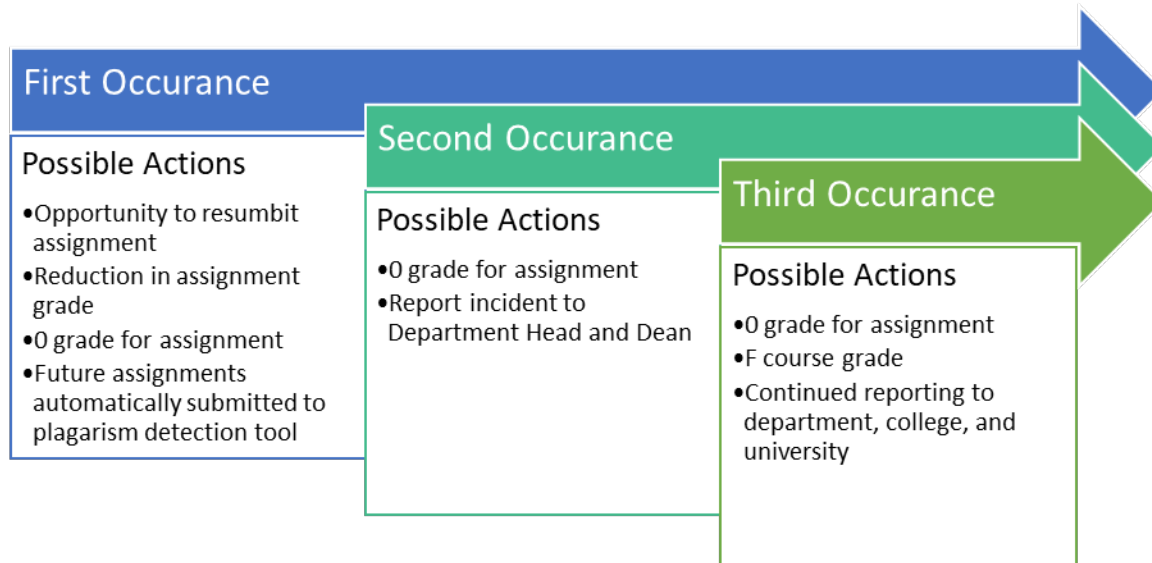 First Occurance
Possible Actions
•Opportunity to resumbit
assignment
•Reduction in assignment
grade
•0 grade for assignment
•Future assignments
automatically submitted to
plagarism detection tool
Second Occurance
Possible Actions
•0 grade for assignment
•Report incident to
Department Head and Dean
Third Occurance
Possible Actions
•0 grade for assignment
•F course grade
•Continued reporting to
department, college, and
university